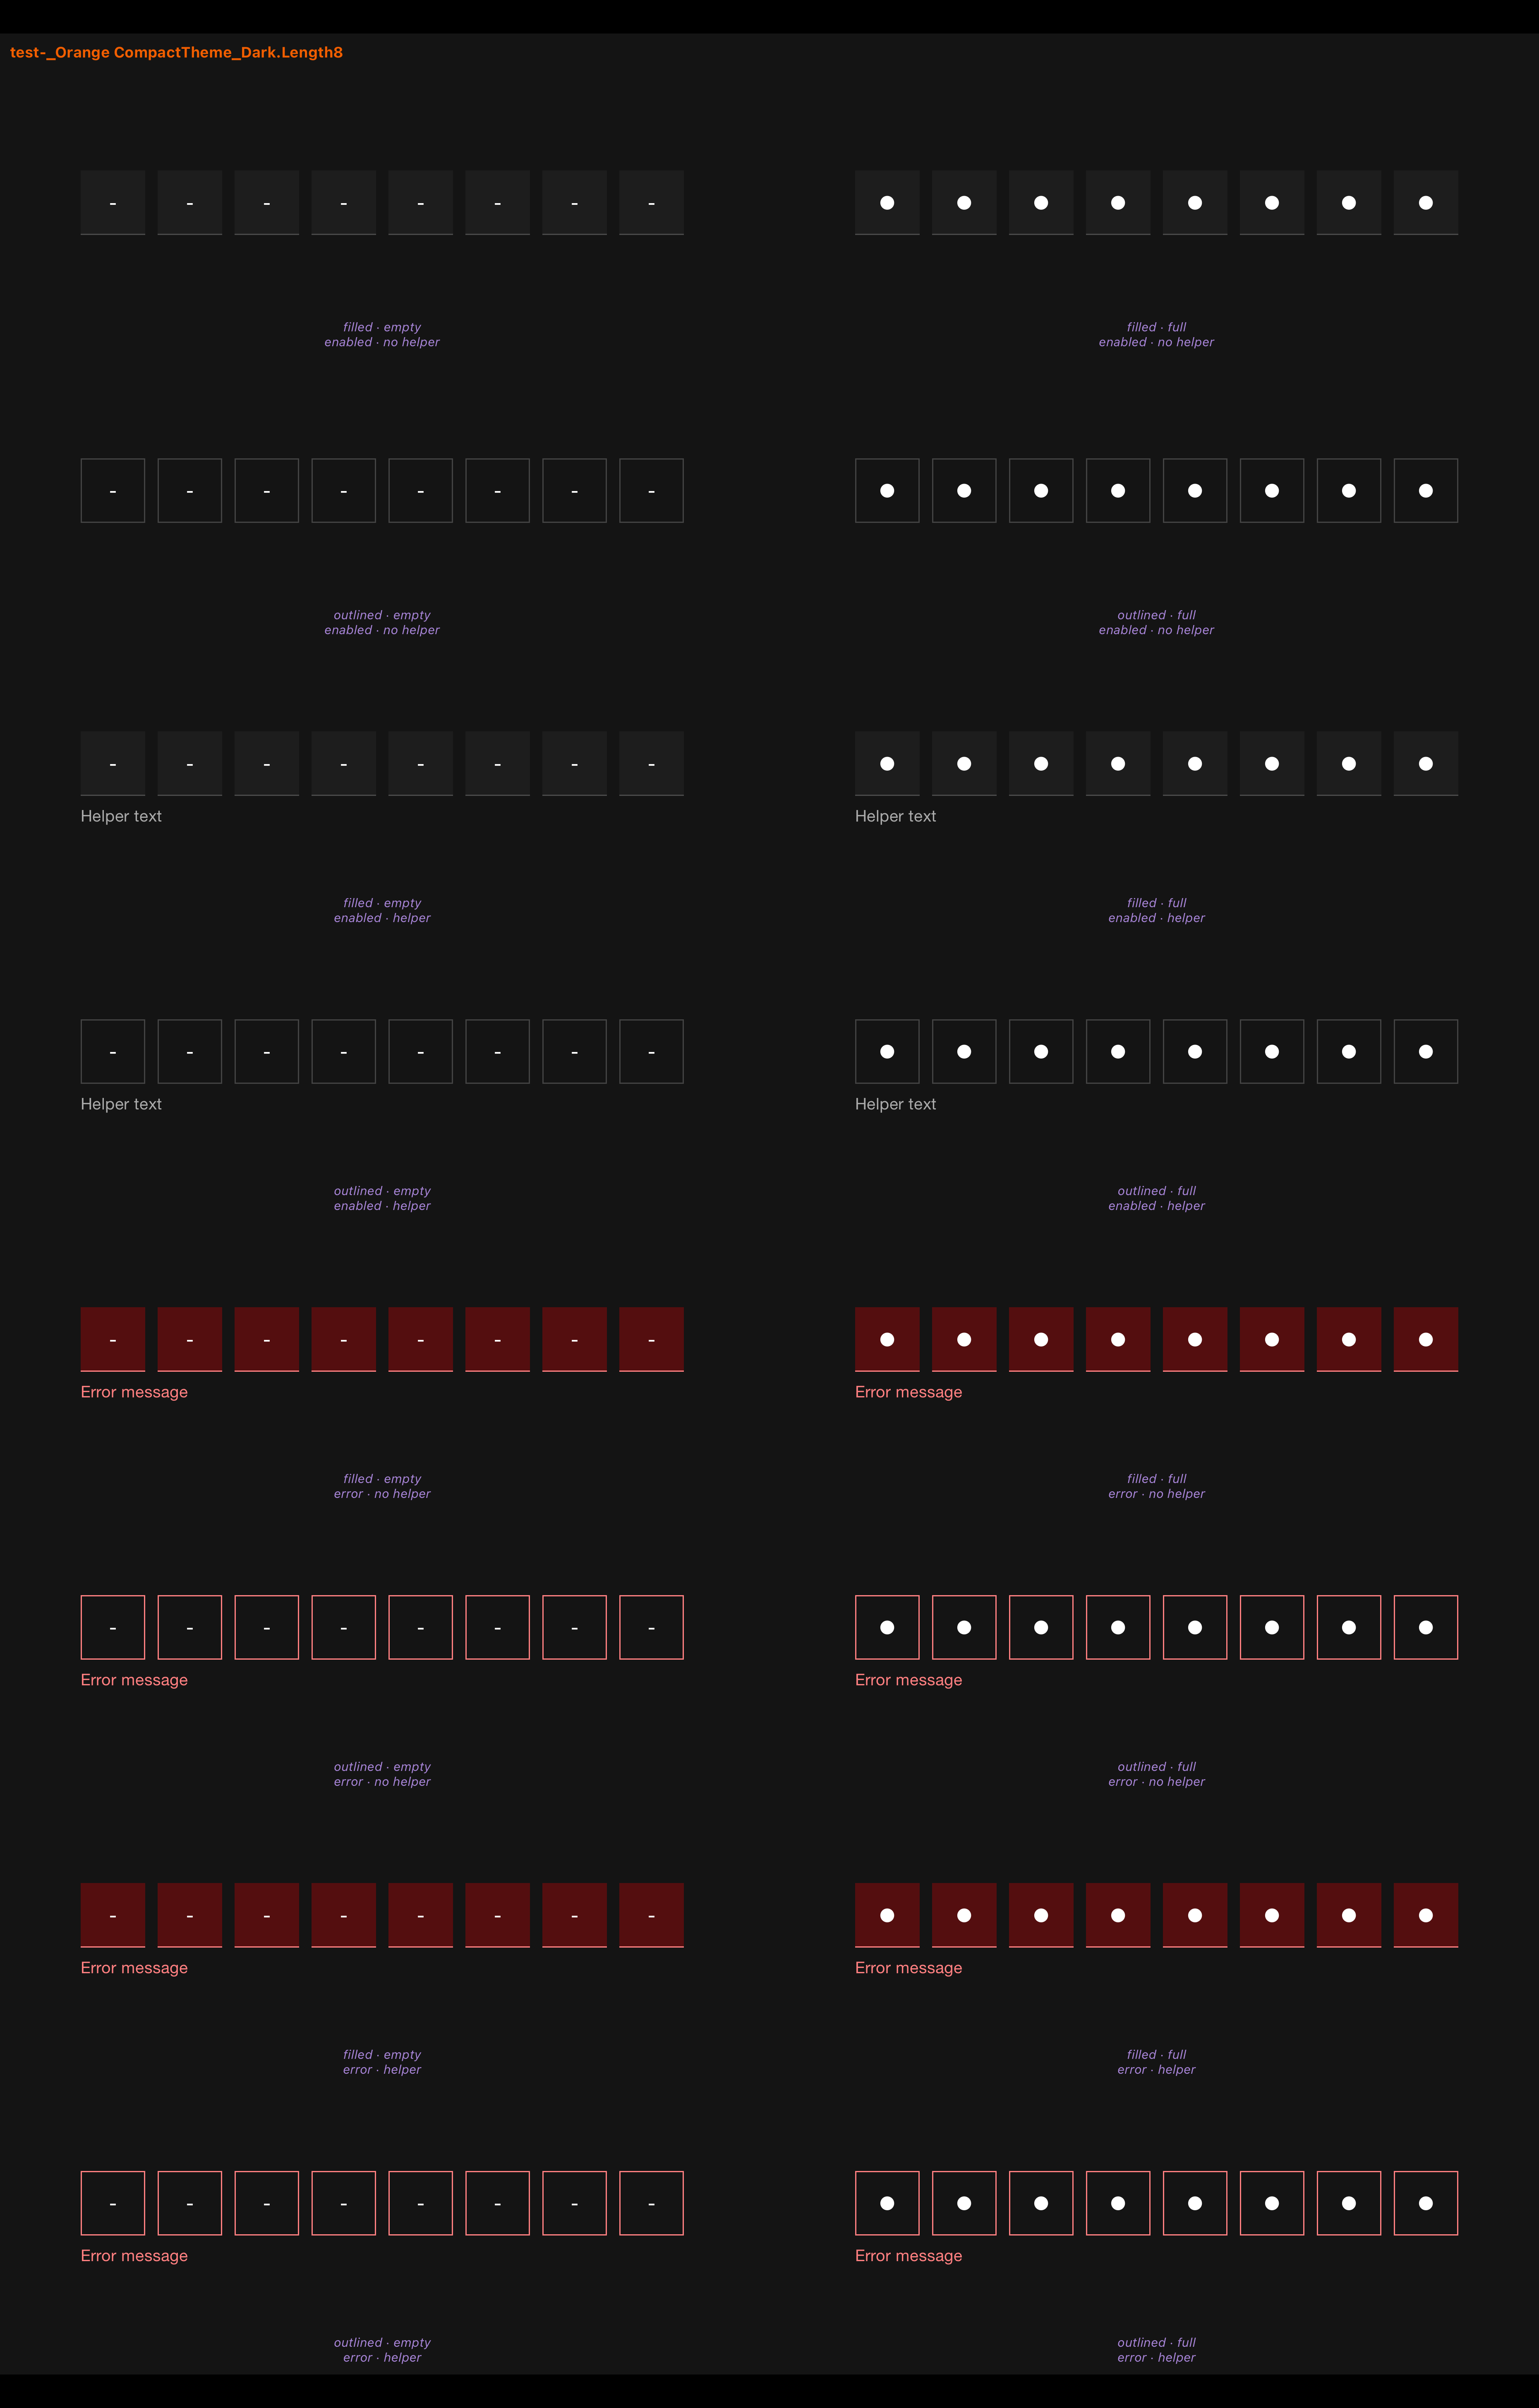 test-_Orange CompactTheme_Dark.Length8
- - - - - - - -
filled · empty
enabled · no helper
filled · full
enabled · no helper
- - - - - - - -
outlined · empty
enabled · no helper
outlined · full
enabled · no helper
- - - - - - - -
Helper text
Helper text
filled · empty
enabled · helper
filled · full
enabled · helper
- - - - - - - -
Helper text
Helper text
outlined · empty
enabled · helper
outlined · full
enabled · helper
- - - - - - - -
Error message
Error message
filled · empty
error · no helper
filled · full
error · no helper
- - - - - - - -
Error message
Error message
outlined · empty
error · no helper
outlined · full
error · no helper
- - - - - - - -
Error message
Error message
filled · empty
error · helper
filled · full
error · helper
- - - - - - - -
Error message
Error message
outlined · empty
error · helper
outlined · full
error · helper